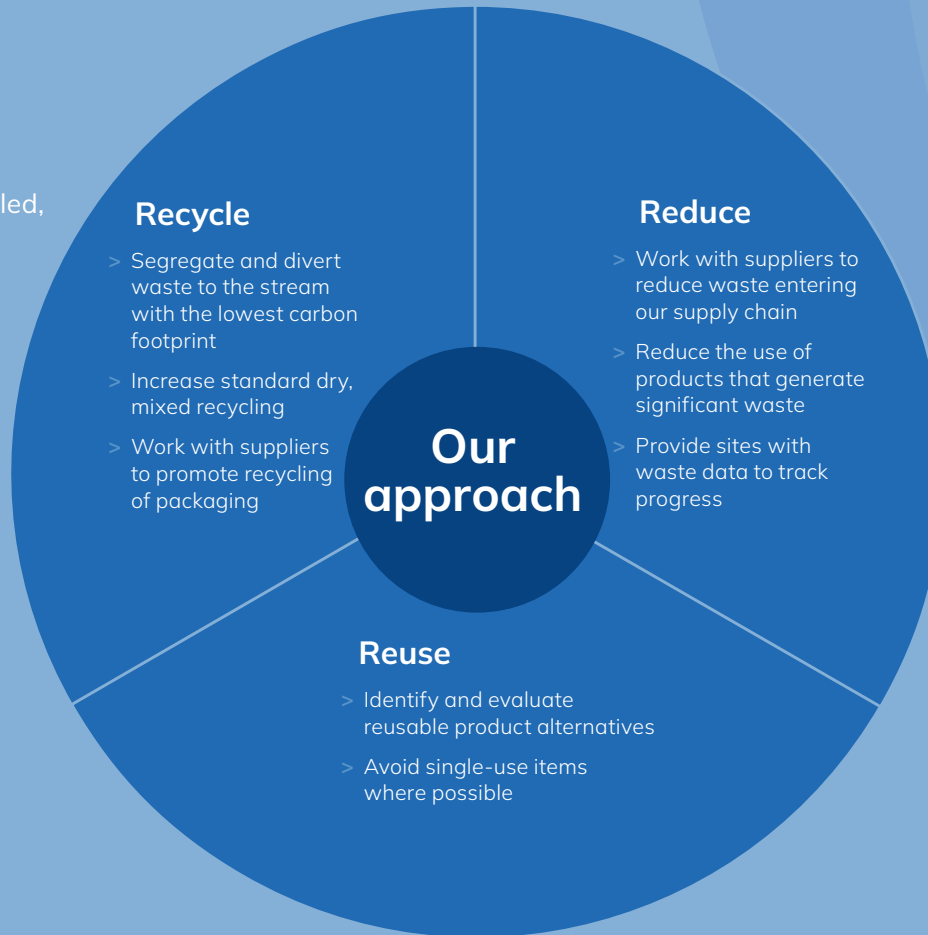 led,
Recycle
> Segregate and divert
waste to the stream
with the lowest carbon
footprint
> Increase standard dry,
mixed recycling
> Work with suppliers
to promote recycling
of packaging
Reduce
> Work with suppliers to
reduce waste entering
our supply chain
> Reduce the use of
products that generate
significant waste
> Provide sites with
waste data to track
progress
Our
approach
Reuse
> Identify and evaluate
reusable product alternatives
> Avoid single-use items
where possible